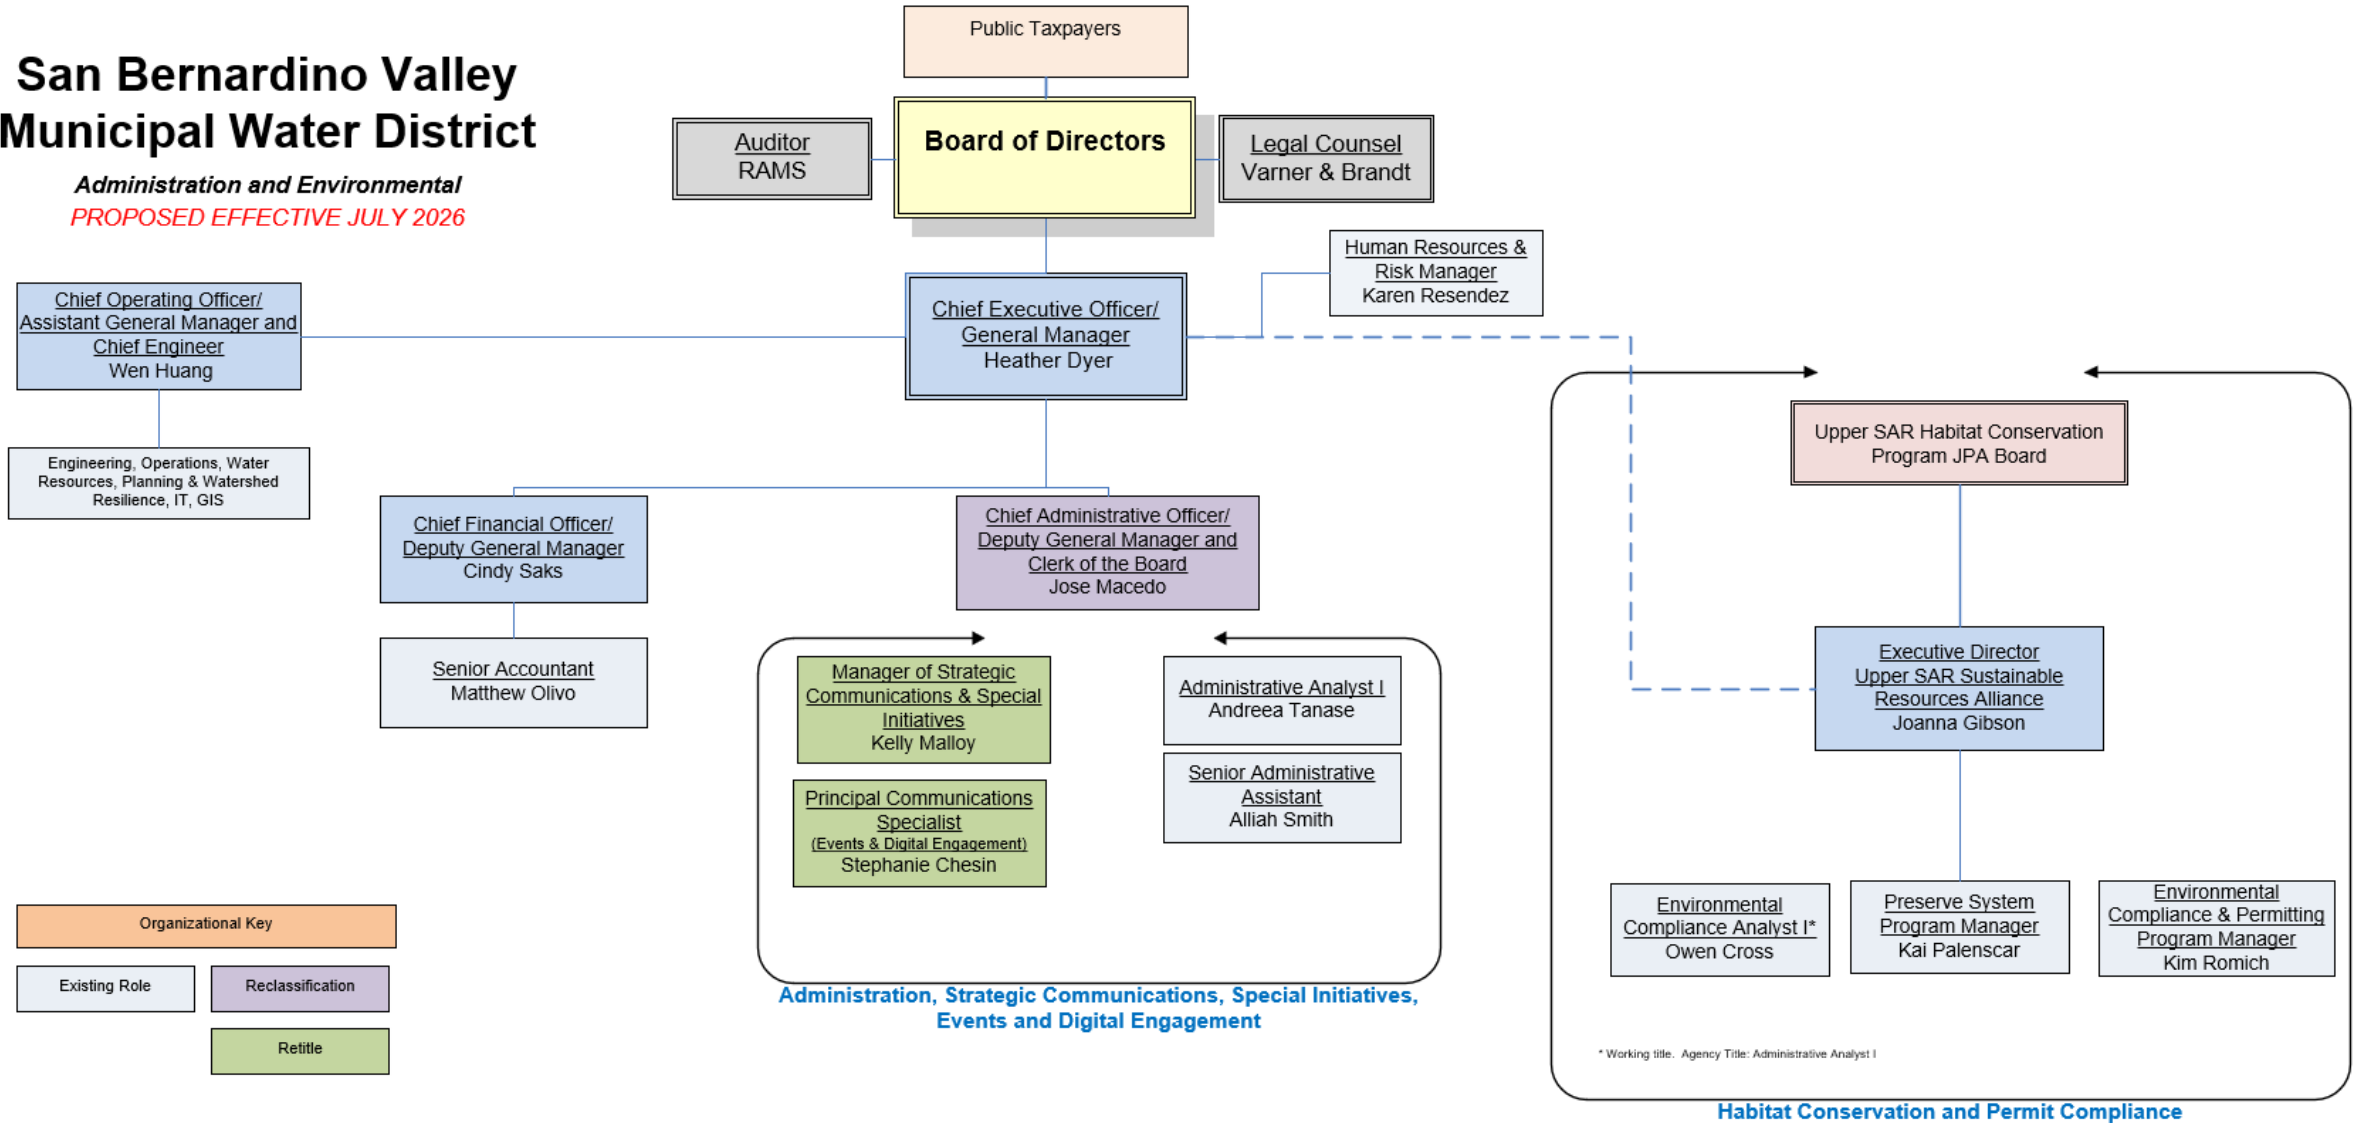 San Bernardino Valley
Municipal Water District
Administration and Environmental
PROPOSED EFFECTIVE JULY 2026
Public Taxpayers
Auditor
RAMS
Board of Directors
Legal Counsel
Varner & Brandt
Human Resources &
Risk Manager
Karen Resendez
Chief Operating Officer/
Assistant General Manager and
Chief Engineer
Wen Huang
Chief Executive Officer/
General Manager
Heather Dyer
Engineering, Operations, Water
Resources, Planning & Watershed
Resilience, IT, GIS
Chief Financial Officer/
Deputy General Manager
Cindy Saks
Chief Administrative Officer/
Deputy General Manager and
Clerk of the Board
Jose Macedo
Senior Accountant
Matthew Olivo
Manager of Strategic
Communications & Special
Initiatives
Kelly Malloy
Administrative Analyst I
Andreea Tanase
Principal Communications
Specialist
(Events & Digital Engagement)
Stephanie Chesin
Senior Administrative
Assistant
Alliah Smith
Administration, Strategic Communications, Special Initiatives,
Events and Digital Engagement
Upper SAR Habitat Conservation
Program JPA Board
Executive Director
Upper SAR Sustainable
Resources Alliance
Joanna Gibson
Environmental
Compliance Analyst I*
Owen Cross
Preserve System
Program Manager
Kai Palenscar
Environmental
Compliance & Permitting
Program Manager
Kim Romich
* Working title.  Agency Title: Administrative Analyst I
Habitat Conservation and Permit Compliance
Organizational Key
Existing Role
Reclassification
Retitle